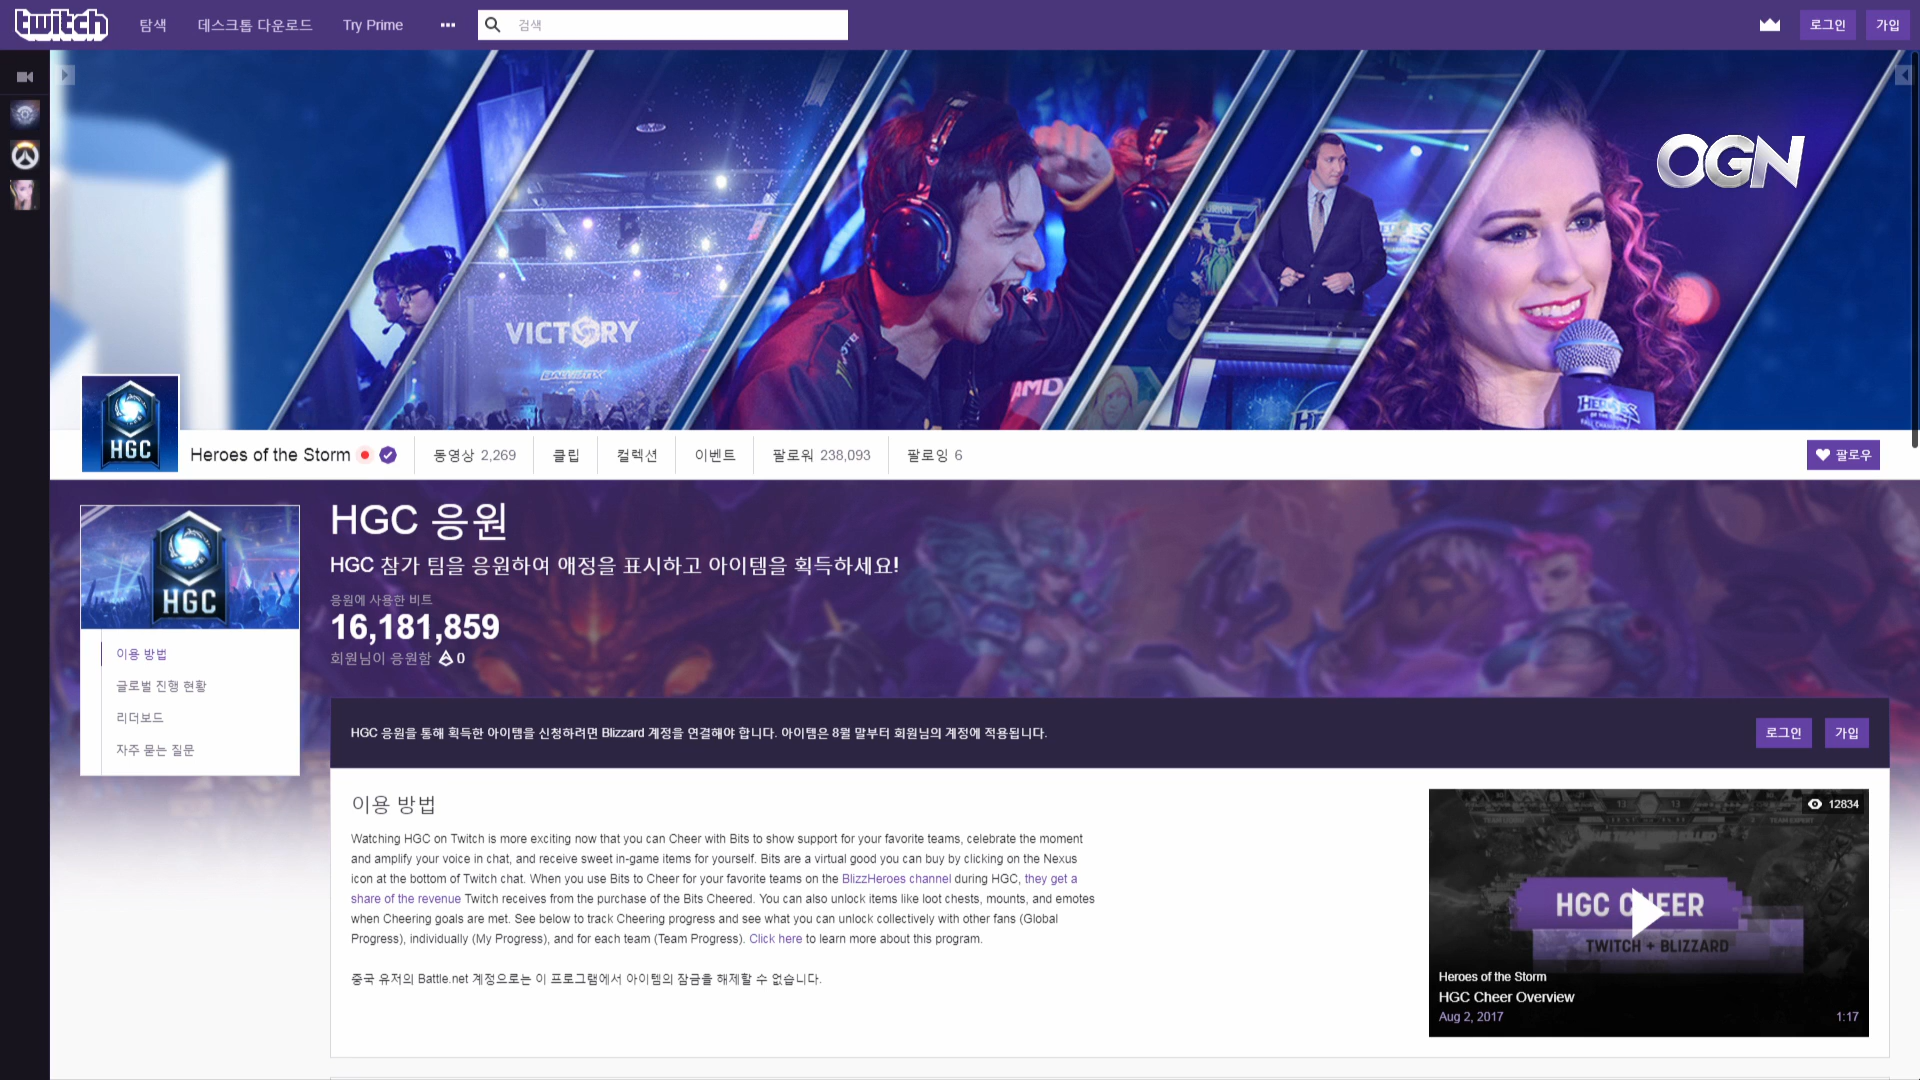 twitch
탐색
데스크톱 다운로드
Try Prime
검색
로그인
가입
OGN
VICTORY
AMD
HEROES
HGC
Heroes of the Storm
동영상 2,269
클립
컬렉션
이벤트
팔로워 238,093
팔로잉 6
팔로우
HGC
이용 방법
글로벌 진행 현황
리더보드
자주 묻는 질문
HGC 응원
HGC 참가 팀을 응원하여 애정을 표시하고 아이템을 획득하세요!
응원에 사용한 비트
16,181,859
회원님이 응원함 0
HGC 응원을 통해 획득한 아이템을 신청하려면 Blizzard 계정을 연결해야 합니다. 아이템은 8월 말부터 회원님의 계정에 적용됩니다.
로그인
가입
이용 방법
Watching HGC on Twitch is more exciting now that you can Cheer with Bits to show support for your favorite teams, celebrate the moment
and amplify your voice in chat, and receive sweet in-game items for yourself. Bits are a virtual good you can buy by clicking on the Nexus
icon at the bottom of Twitch chat. When you use Bits to Cheer for your favorite teams on the BlizzHeroes channel during HGC, they get a
share of the revenue Twitch receives from the purchase of the Bits Cheered. You can also unlock items like loot chests, mounts, and emotes
when Cheering goals are met. See below to track Cheering progress and see what you can unlock collectively with other fans (Global
Progress), individually (My Progress), and for each team (Team Progress). Click here to learn more about this program.
중국 유저의 Battle.net 계정으로는 이 프로그램에서 아이템의 잠금을 해제할 수 없습니다.
12834
HGC CHEER
TWITCH + BLIZZARD
Heroes of the Storm
HGC Cheer Overview
Aug 2, 2017
1:17